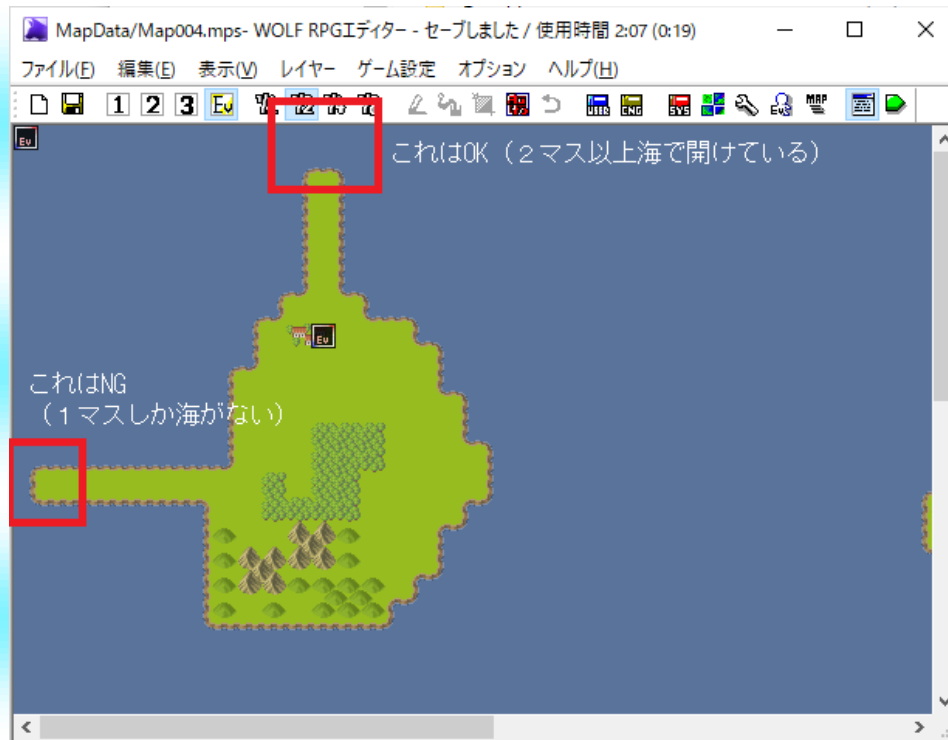 MapData/Map004.mps- WOLF RPGエディター - セーブしました / 使用時間 2:07 (0:19)
ファイル(F) 編集(E) 表示(V) レイヤー ゲーム設定 オプション ヘルプ(H)
1 2 3 Ev
Ev
これはOK（２マス以上海で開けている）
Ev
これはNG
（１マスしか海がない）